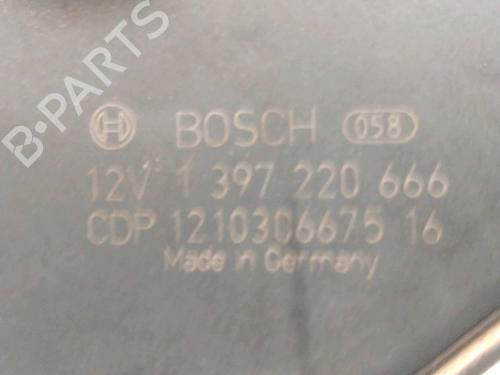 B-PARTS
BOSCH 058
12V 1 397 220 666
CDP 1210306675 16
Made in Germany